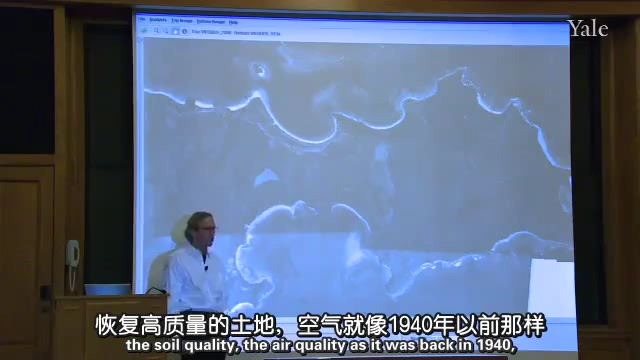 Yale
恢复高质量的土地，空气就像1940年以前那样
the soil quality, the air quality as it was back in 1940,